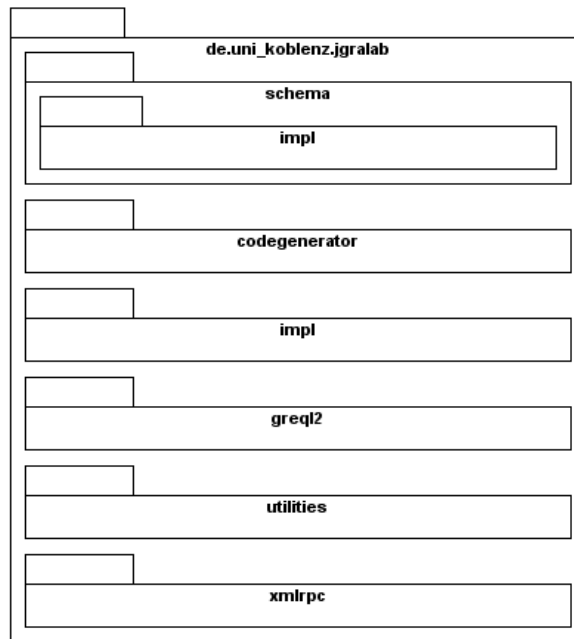 de.uni_koblenz.jgralab
schema
impl
codegenerator
impl
greql2
utilities
xmlrpc